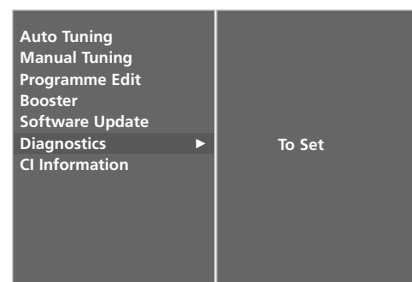 Auto Tuning
Manual Tuning
Programme Edit
Booster
Software Update
Diagnostics ► To Set
CI Information